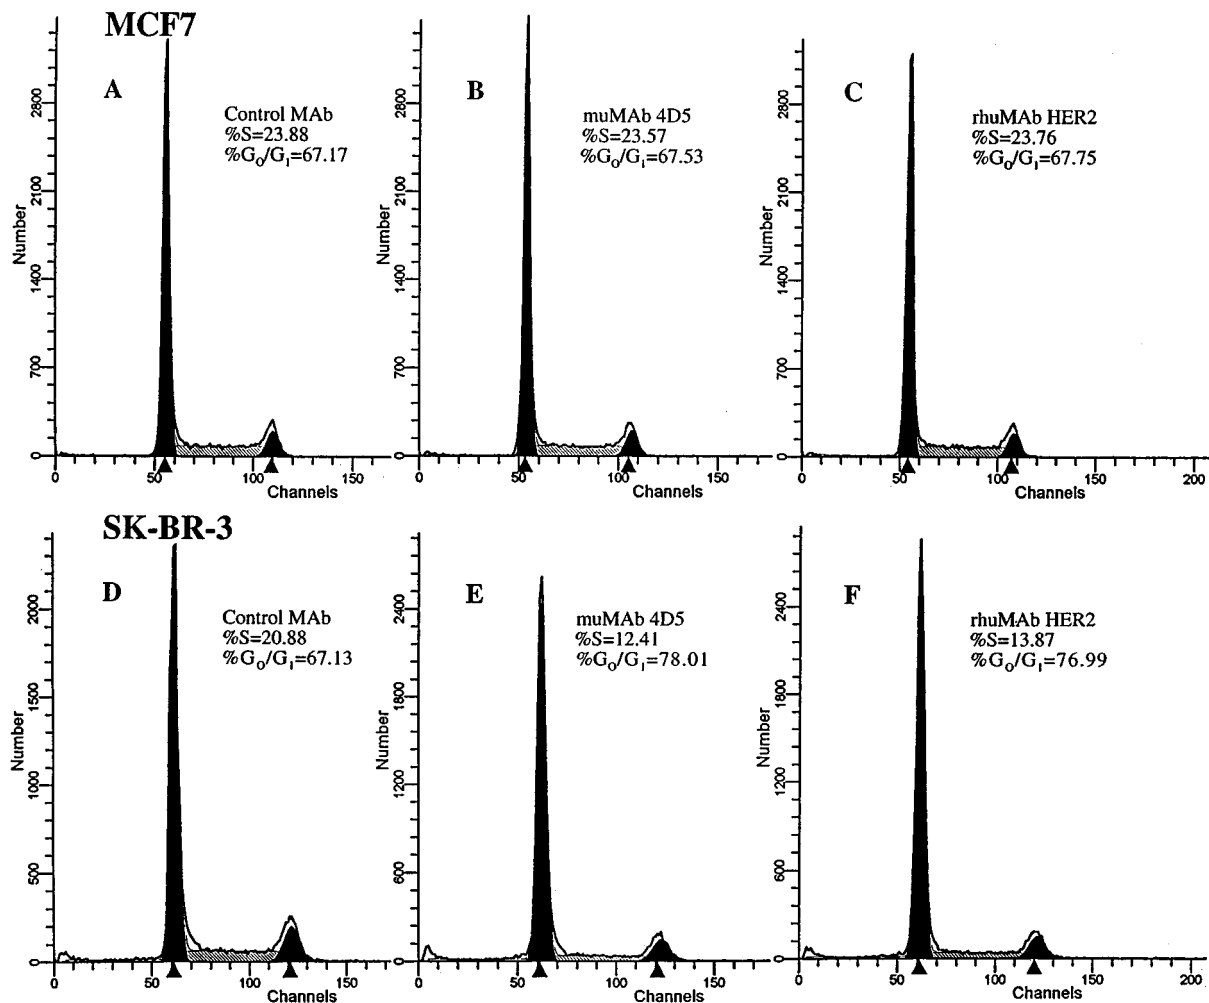 MCF7
A
Control MAb
%S=23.88
%G₀/G₁=67.17
Number
2800
2100
1400
700
0
0
50
100
150
Channels
B
muMAb 4D5
%S=23.57
%G₀/G₁=67.53
Number
2800
2100
1400
700
0
0
50
100
150
Channels
C
rhuMAb HER2
%S=23.76
%G₀/G₁=67.75
Number
2800
2100
1400
700
0
0
50
100
150
200
Channels
SK-BR-3
D
Control MAb
%S=20.88
%G₀/G₁=67.13
Number
2000
1500
1000
500
0
0
50
100
150
Channels
E
muMAb 4D5
%S=12.41
%G₀/G₁=78.01
Number
2400
1800
1200
600
0
0
50
100
150
Channels
F
rhuMAb HER2
%S=13.87
%G₀/G₁=76.99
Number
2400
1800
1200
600
0
0
50
100
150
200
Channels